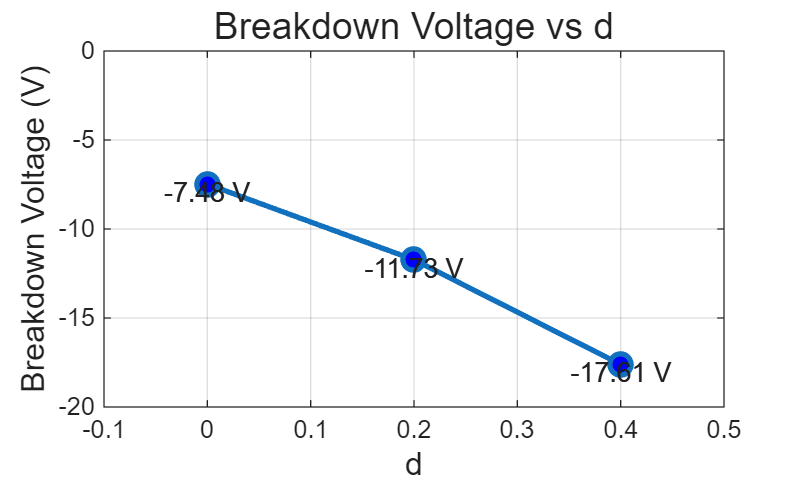 Breakdown Voltage vs d
Breakdown Voltage (V)
0
-5
-10
-15
-20
-7.48 V
-11.73 V
-17.61 V
-0.1 0 0.1 0.2 0.3 0.4 0.5
d